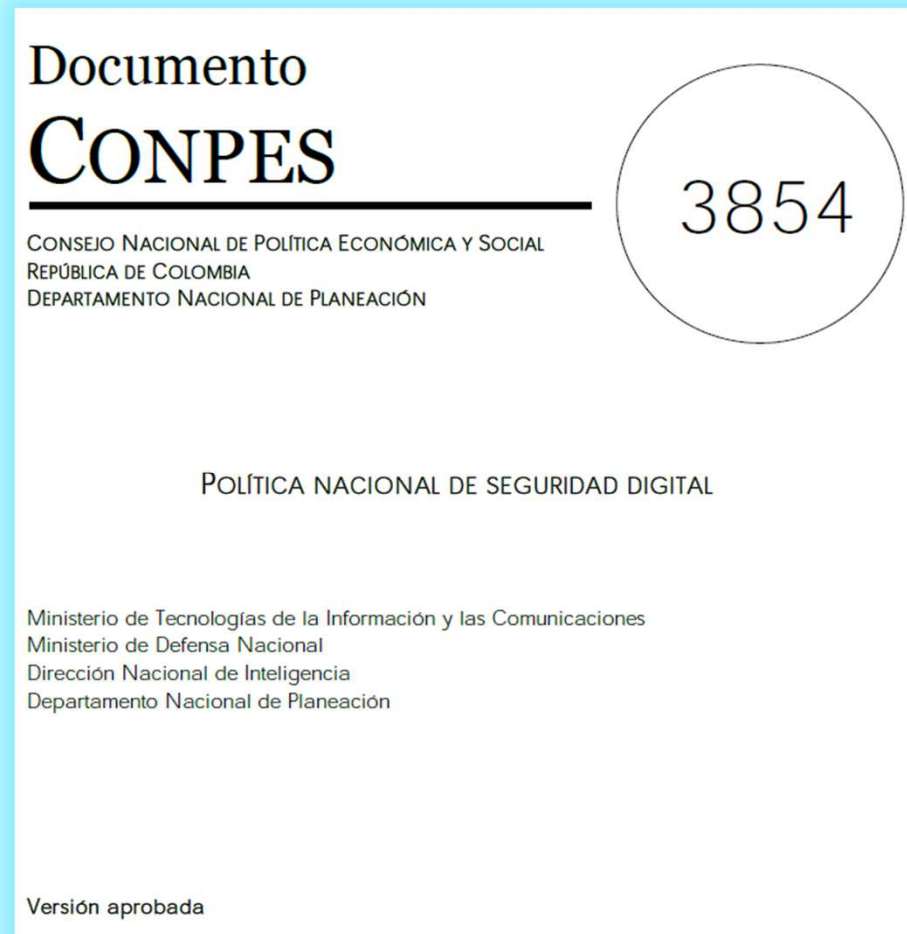 Documento
CONPES
3854
CONSEJO NACIONAL DE POLÍTICA ECONÓMICA Y SOCIAL
REPÚBLICA DE COLOMBIA
DEPARTAMENTO NACIONAL DE PLANEACIÓN
POLÍTICA NACIONAL DE SEGURIDAD DIGITAL
Ministerio de Tecnologías de la Información y las Comunicaciones
Ministerio de Defensa Nacional
Dirección Nacional de Inteligencia
Departamento Nacional de Planeación
Versión aprobada